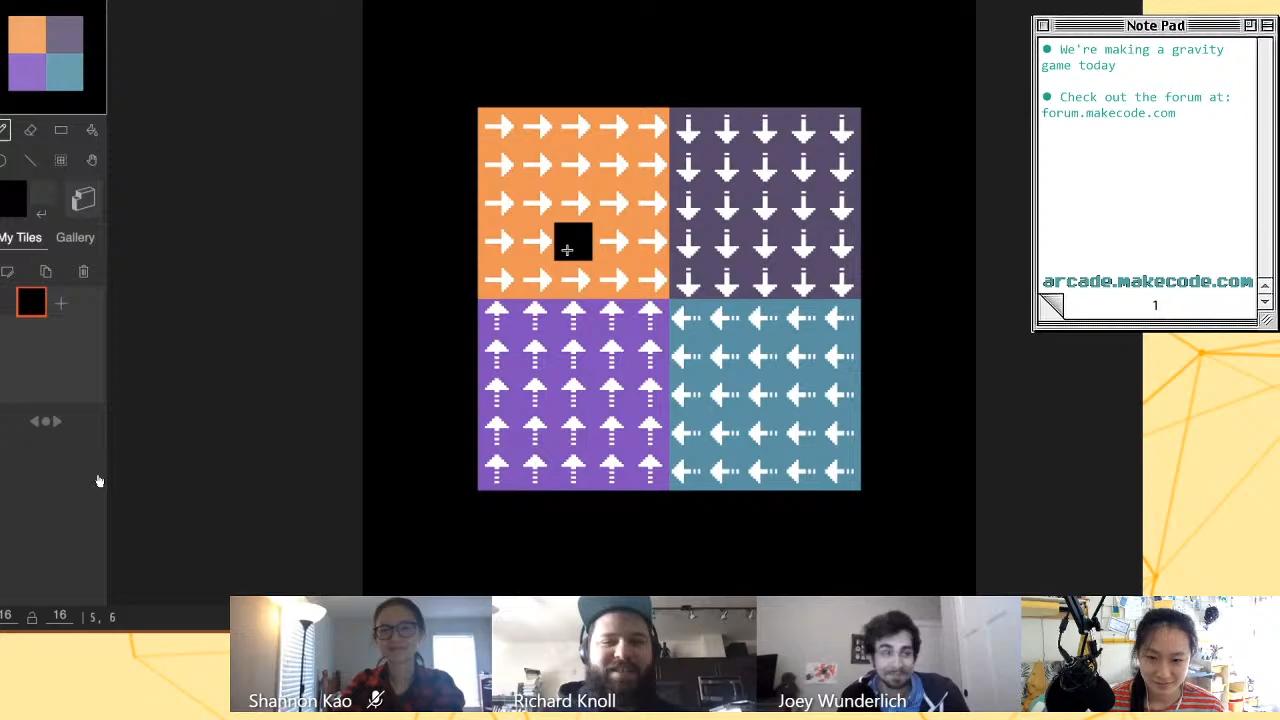 Note Pad
● We're making a gravity
game today
● Check out the forum at:
forum.makecode.com
arcade.makecode.com
1
My Tiles Gallery
16 16 5, 6
Shannon Kao
Richard Knoll
Joey Wunderlich